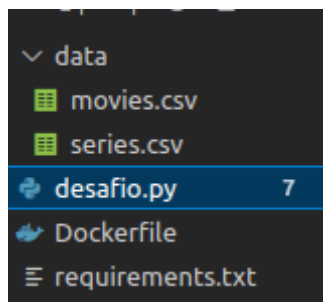 data
movies.csv
series.csv
desafio.py 7
Dockerfile
requirements.txt